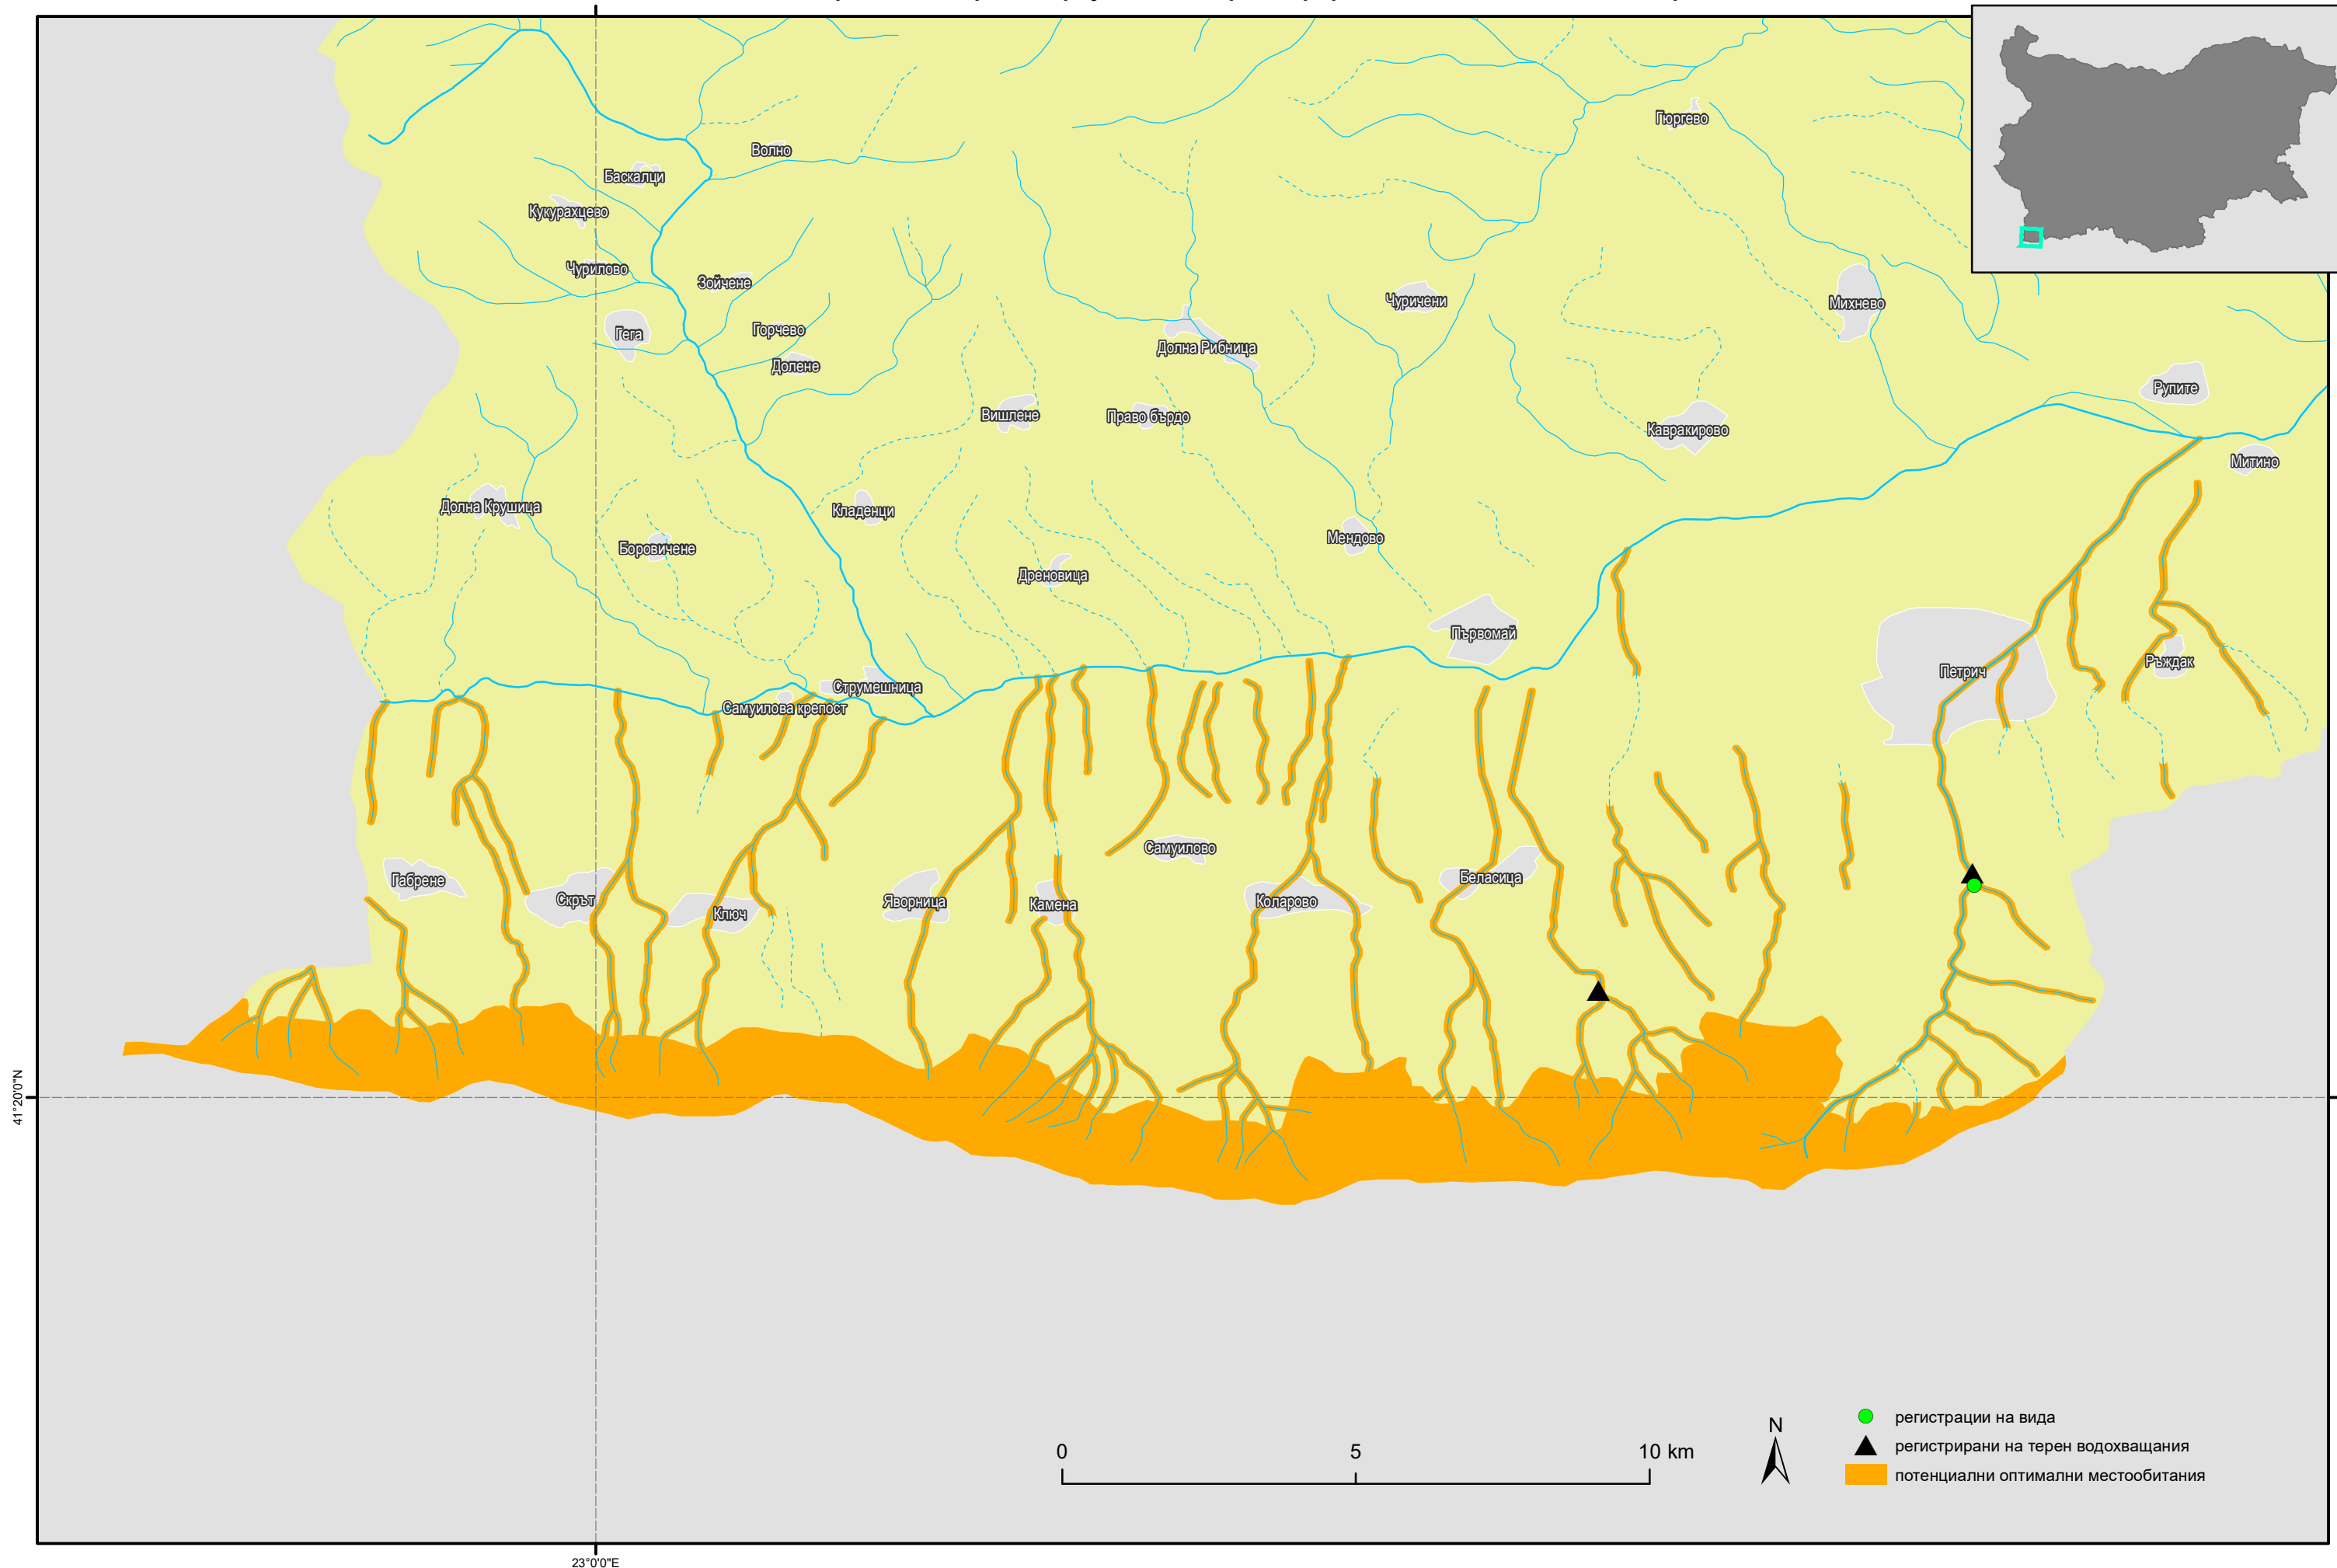 Гюргево
Волно
Баскалци
Кукурахцево
Чурилово
Зойчене
Чуричени
Михнево
Гега
Горчево
Долна Рибница
Долене
Рупите
Вишлене
Право бърдо
Кавракирово
Митино
Долна Крушица
Кладенци
Мендово
Боровичене
Дреновица
Първомай
Ръждак
Петрич
Струмешница
Самуилова крепост
Самуилово
Габрене
Беласица
Скрът
Яворница
Коларово
Камена
Ключ
41°20'0"N
0 5 10 km
N
регистрации на вида
регистрирани на терен водохващания
потенциални оптимални местообитания
23°0'0"E